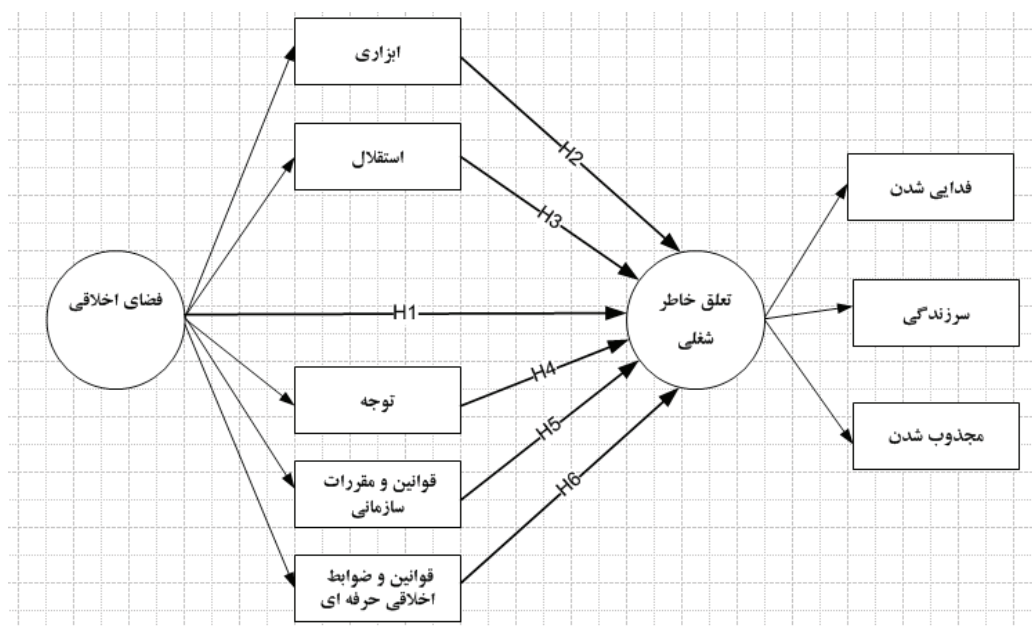 ابزاری
استقلال
فضای اخلاقی
توجه
قوانین و مقررات
سازمانی
قوانین و ضوابط
اخلاقی حرفه ای
H2
H3
H1
H4
H5
H6
تعلق خاطر
شغلی
فدایی شدن
سرزندگی
مجذوب شدن